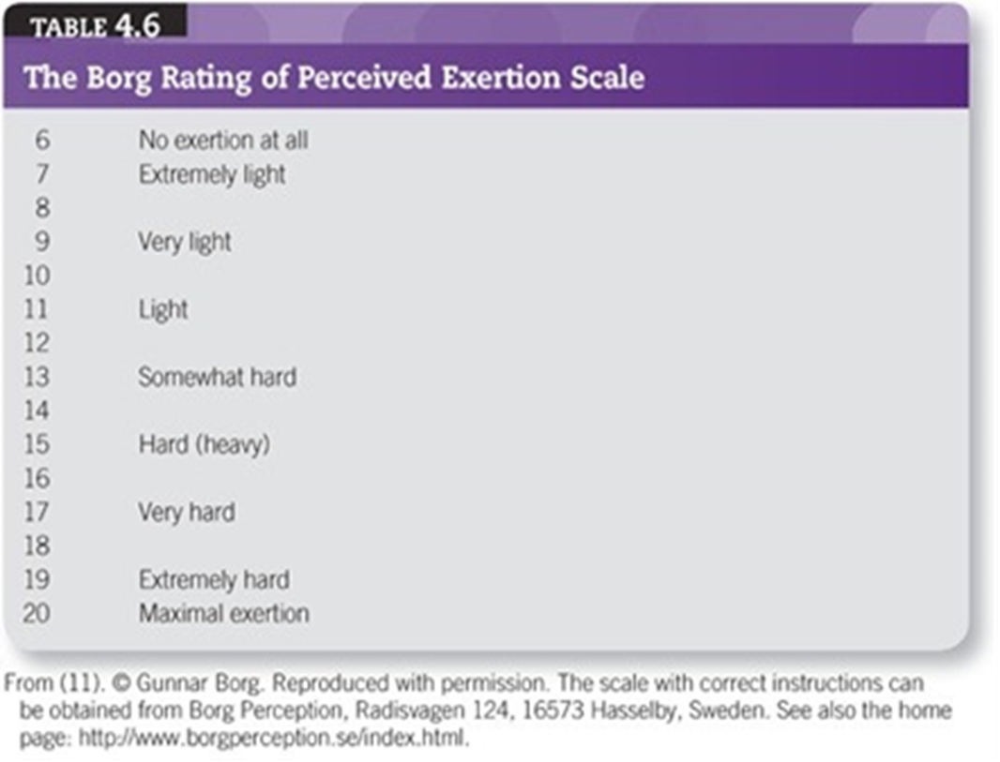 TABLE 4.6
The Borg Rating of Perceived Exertion Scale
6 No exertion at all
7 Extremely light
8
9 Very light
10
11 Light
12
13 Somewhat hard
14
15 Hard (heavy)
16
17 Very hard
18
19 Extremely hard
20 Maximal exertion
From (11). © Gunnar Borg. Reproduced with permission. The scale with correct instructions can
be obtained from Borg Perception, Radisvagen 124, 16573 Hasselby, Sweden. See also the home
page: http://www.borgperception.se/index.html.